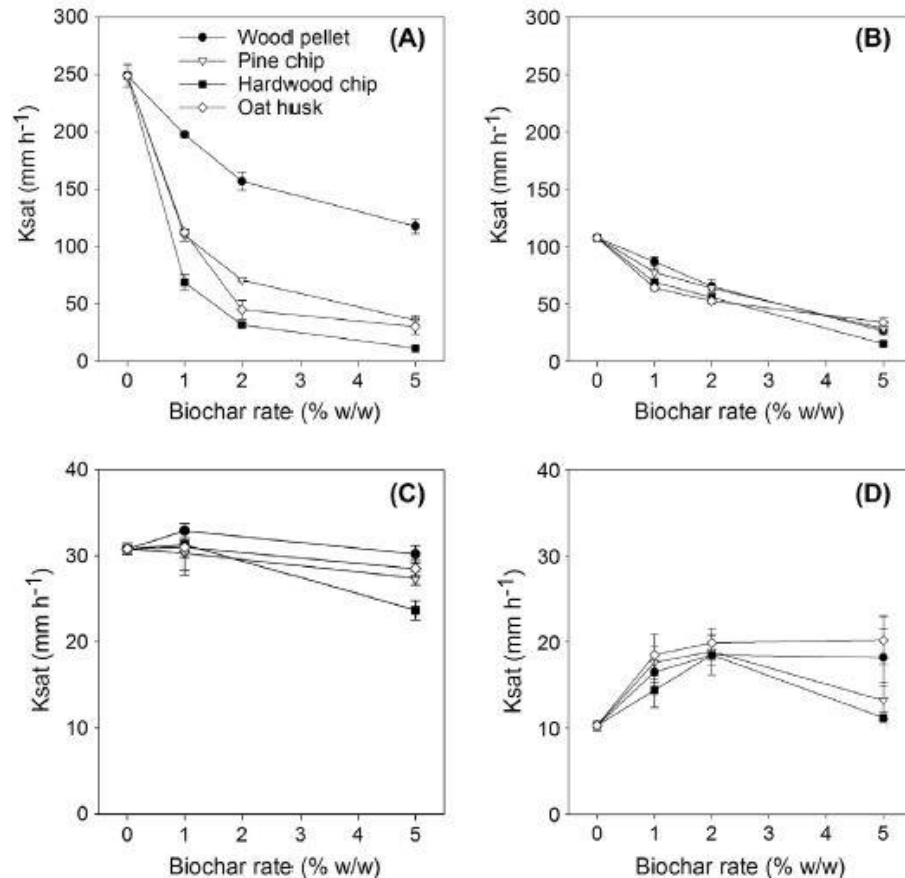 300
250
200
150
100
50
0
Ksat (mm h⁻¹)
Wood pellet
Pine chip
Hardwood chip
Oat husk
(A)
0 1 2 3 4 5
Biochar rate (% w/w)
300
250
200
150
100
50
0
Ksat (mm h⁻¹)
(B)
0 1 2 3 4 5
Biochar rate (% w/w)
40
30
20
10
0
Ksat (mm h⁻¹)
(C)
0 1 2 3 4 5
Biochar rate (% w/w)
40
30
20
10
0
Ksat (mm h⁻¹)
(D)
0 1 2 3 4 5
Biochar rate (% w/w)